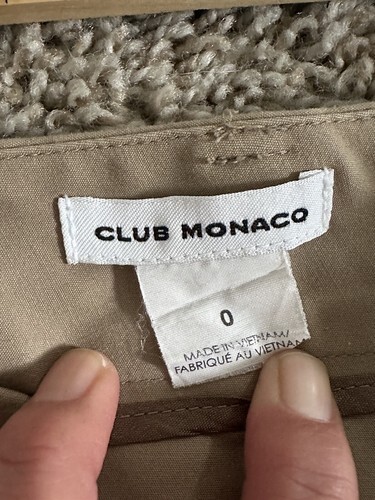 CLUB MONACO
0
MADE IN VIETNAM/
FABRIQUÉ AU VIETNAM